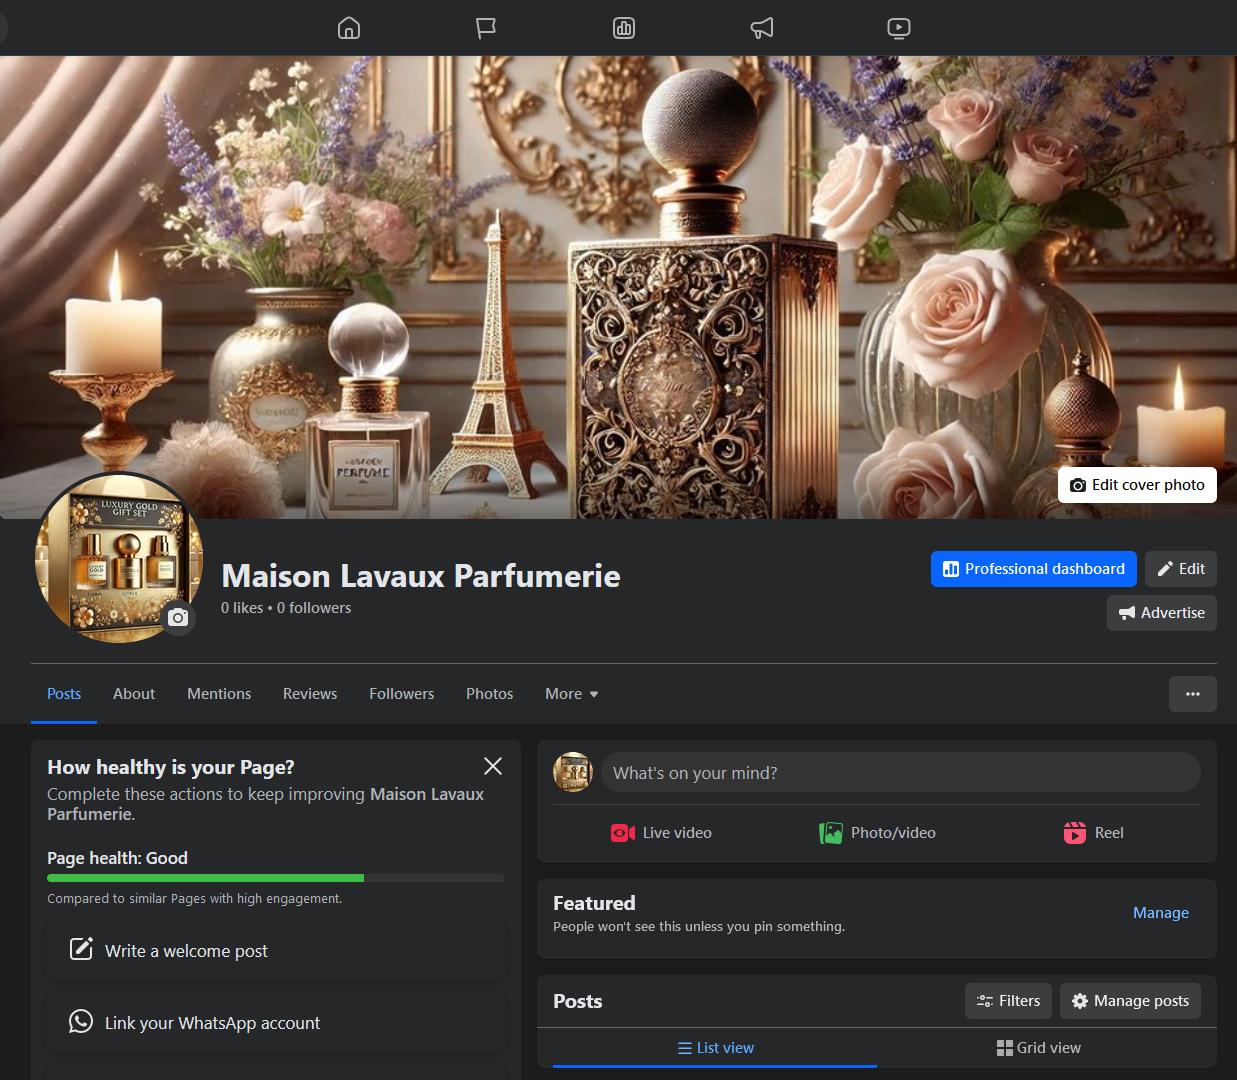 LUXURY GOLD
GIFT SET
PERFUME
Edit cover photo
Maison Lavaux Parfumerie
0 likes • 0 followers
Professional dashboard
Edit
Advertise
Posts
About
Mentions
Reviews
Followers
Photos
More
How healthy is your Page?
Complete these actions to keep improving Maison Lavaux
Parfumerie.
Page health: Good
Compared to similar Pages with high engagement.
Write a welcome post
Link your WhatsApp account
What's on your mind?
Live video
Photo/video
Reel
Featured
People won't see this unless you pin something.
Manage
Posts
Filters
Manage posts
List view
Grid view